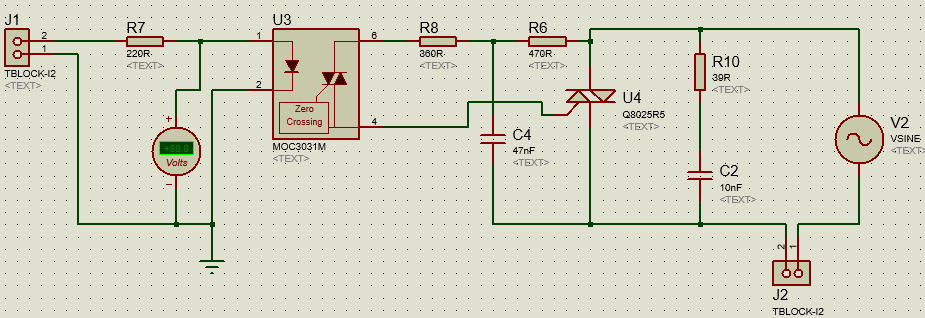 J1
2
1
TBLOCK-I2
<TEXT>
R7
220R
<TEXT>
+88.8
Volts
+
−
U3
1
2
6
4
Zero
Crossing
MOC3031M
<TEXT>
R8
360R
<TEXT>
R6
470R
<TEXT>
C4
47nF
<TEXT>
U4
Q8025R5
<TEXT>
R10
39R
<TEXT>
C2
10nF
<TEXT>
V2
VSINE
<TEXT>
2
1
J2
TBLOCK-I2